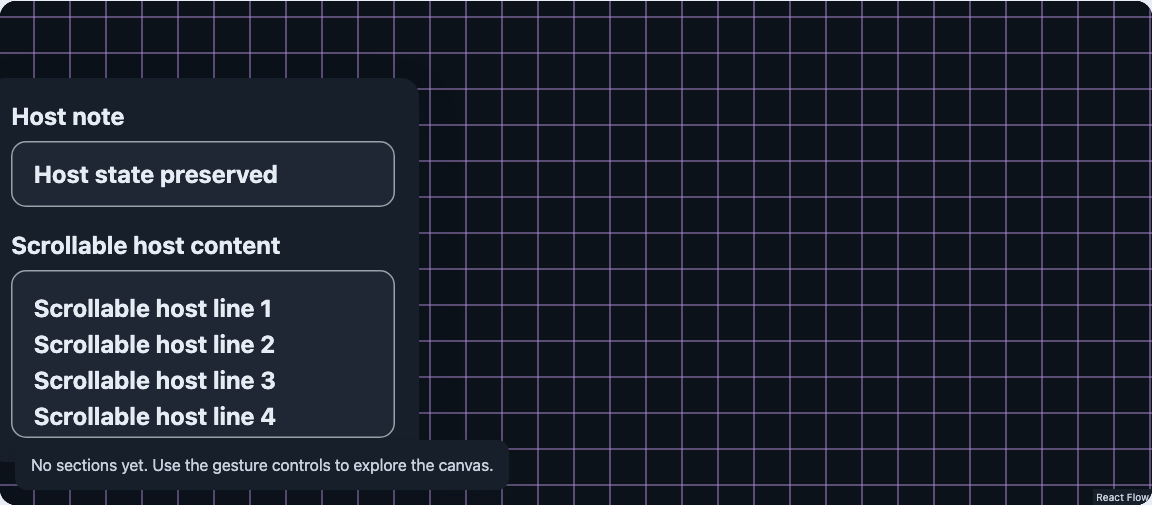 Host note
Host state preserved
Scrollable host content
Scrollable host line 1
Scrollable host line 2
Scrollable host line 3
Scrollable host line 4
No sections yet. Use the gesture controls to explore the canvas.
React Flow